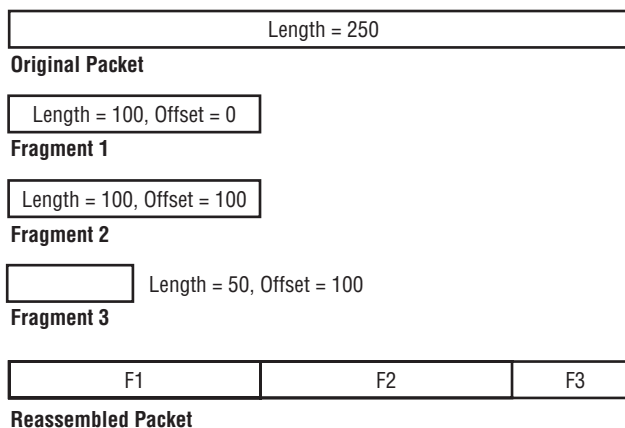 Length = 250
Original Packet
Length = 100, Offset = 0
Fragment 1
Length = 100, Offset = 100
Fragment 2
Length = 50, Offset = 100
Fragment 3
F1 F2 F3
Reassembled Packet